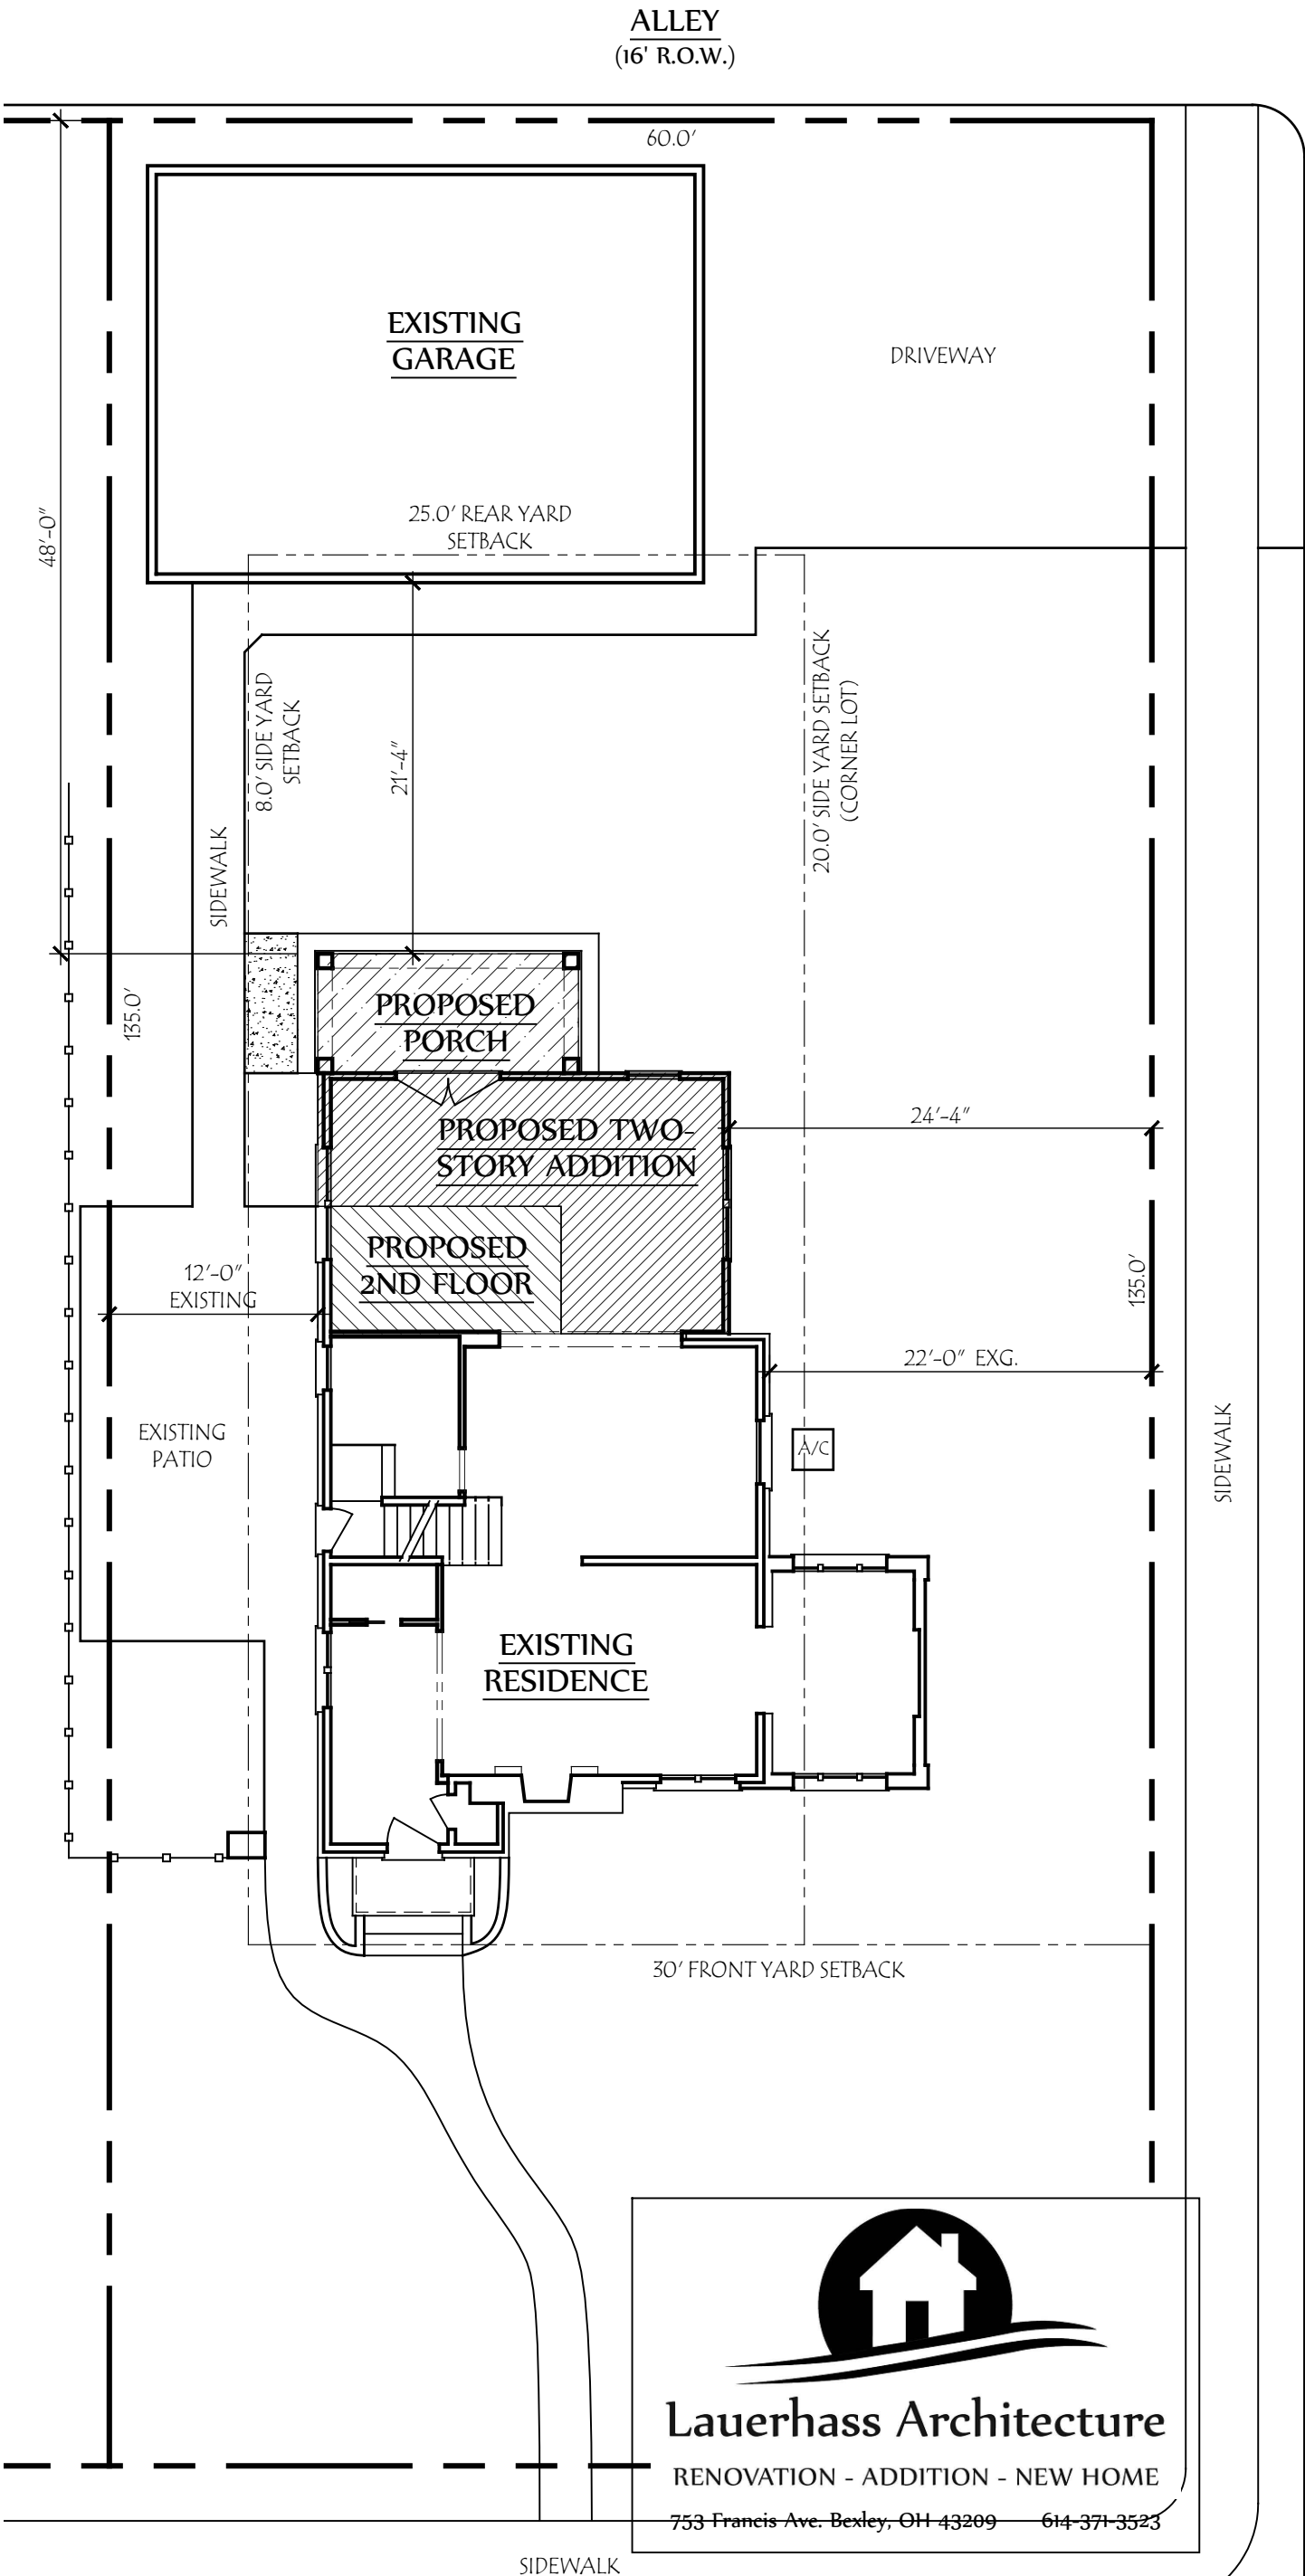 ALLEY
(16' R.O.W.)
60.0'
EXISTING
GARAGE
DRIVEWAY
25.0' REAR YARD
SETBACK
48'-0"
8.0' SIDE YARD
SETBACK
21'-4"
20.0' SIDE YARD SETBACK
(CORNER LOT)
SIDEWALK
135.0'
PROPOSED
PORCH
PROPOSED TWO-
STORY ADDITION
24'-4"
PROPOSED
2ND FLOOR
12'-0"
EXISTING
135.0'
22'-0" EXG.
EXISTING
PATIO
A/C
SIDEWALK
EXISTING
RESIDENCE
30' FRONT YARD SETBACK
Lauerhass Architecture
RENOVATION - ADDITION - NEW HOME
753 Francis Ave. Bexley, OH 43209 614-371-3523
SIDEWALK